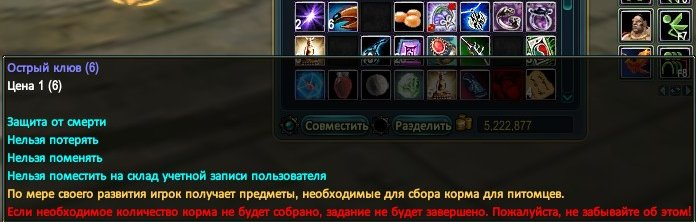 2
6
Острый клюв (6)
Цена 1 (6)
Защита от смерти
Нельзя потерять
Нельзя поменять
Нельзя поместить на склад учетной записи пользователя
По мере своего развития игрок получает предметы, необходимые для сбора корма для питомцев.
Если необходимое количество корма не будет собрано, задание не будет завершено. Пожалуйста, не забывайте об этом!
Совместить
Разделить
5,222,877
F7
F8